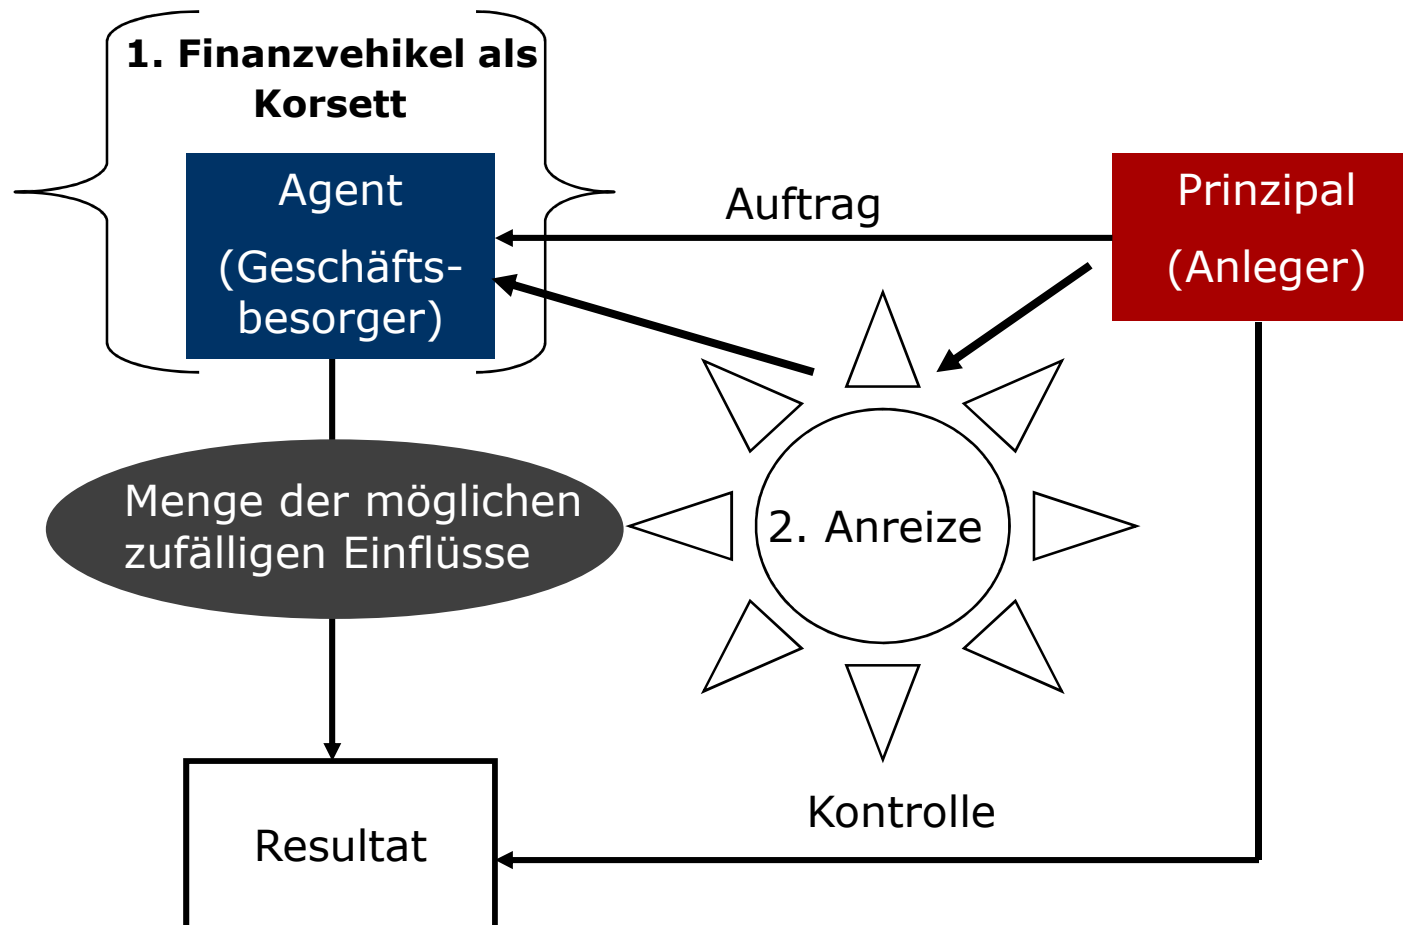 1. Finanzvehikel als
Korsett
Agent
(Geschäfts-
besorger)
Auftrag
Prinzipal
(Anleger)
Menge der möglichen
zufälligen Einflüsse
2. Anreize
Kontrolle
Resultat